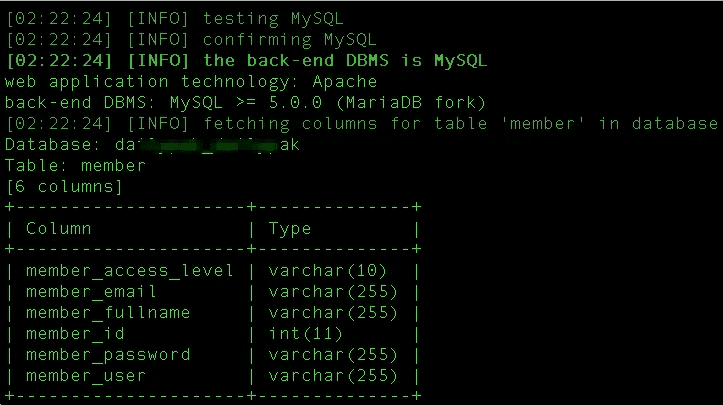 [02:22:24] [INFO] testing MySQL
[02:22:24] [INFO] confirming MySQL
[02:22:24] [INFO] the back-end DBMS is MySQL
web application technology: Apache
back-end DBMS: MySQL >= 5.0.0 (MariaDB fork)
[02:22:24] [INFO] fetching columns for table 'member' in database
Database:
Table: member
[6 columns]
+----------------------+--------------+
| Column | Type |
+----------------------+--------------+
| member_access_level | varchar(10) |
| member_email | varchar(255) |
| member_fullname | varchar(255) |
| member_id | int(11) |
| member_password | varchar(255) |
| member_user | varchar(255) |
+----------------------+--------------+